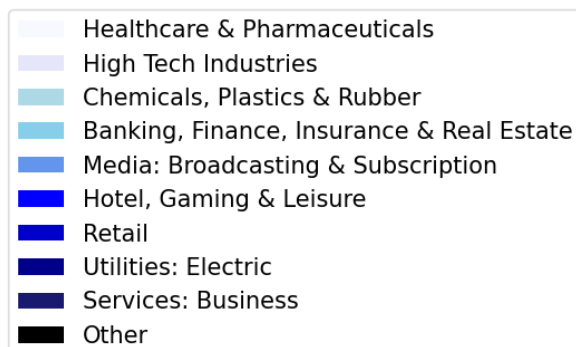 Healthcare & Pharmaceuticals
High Tech Industries
Chemicals, Plastics & Rubber
Banking, Finance, Insurance & Real Estate
Media: Broadcasting & Subscription
Hotel, Gaming & Leisure
Retail
Utilities: Electric
Services: Business
Other